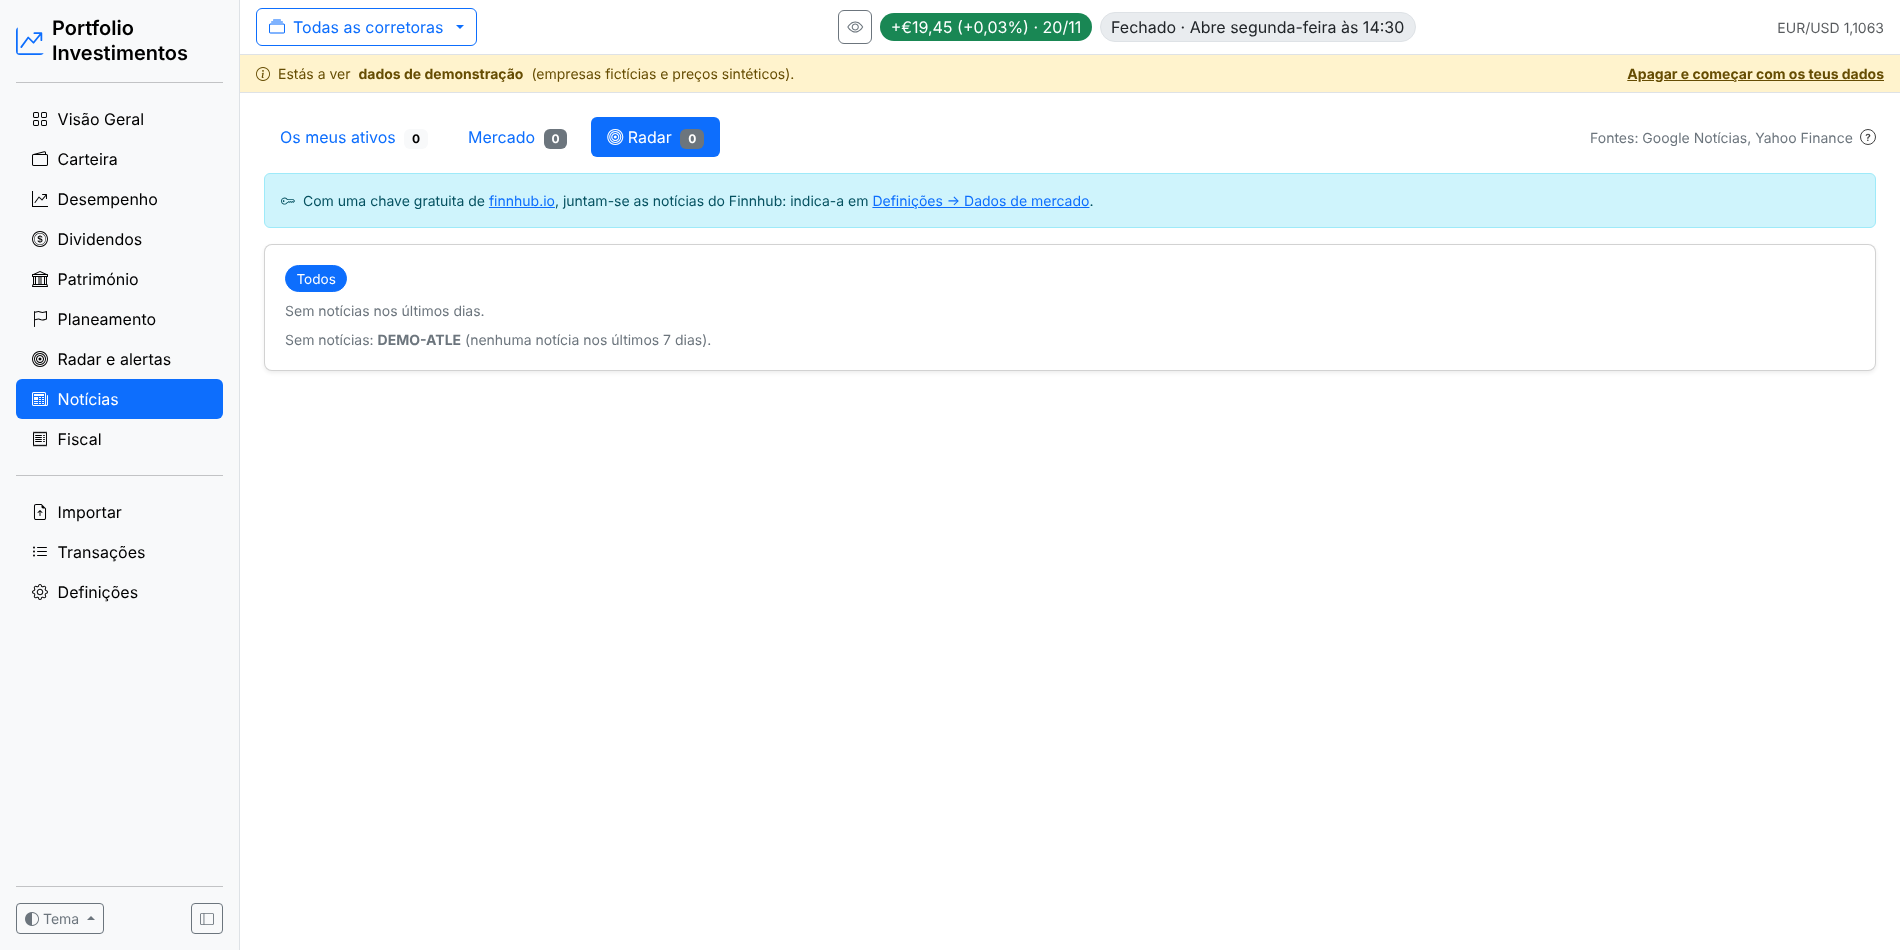 Portfolio
Investimentos
Visão Geral
Carteira
Desempenho
Dividendos
Património
Planeamento
Radar e alertas
Notícias
Fiscal
Importar
Transações
Definições
Tema
Todas as corretoras
+€19,45 (+0,03%) · 20/11
Fechado · Abre segunda-feira às 14:30
EUR/USD 1,1063
Estás a ver dados de demonstração (empresas fictícias e preços sintéticos).
Apagar e começar com os teus dados
Os meus ativos 0
Mercado 0
Radar 0
Fontes: Google Notícias, Yahoo Finance
Com uma chave gratuita de finnhub.io, juntam-se as notícias do Finnhub: indica-a em Definições → Dados de mercado.
Todos
Sem notícias nos últimos dias.
Sem notícias: DEMO-ATLE (nenhuma notícia nos últimos 7 dias).